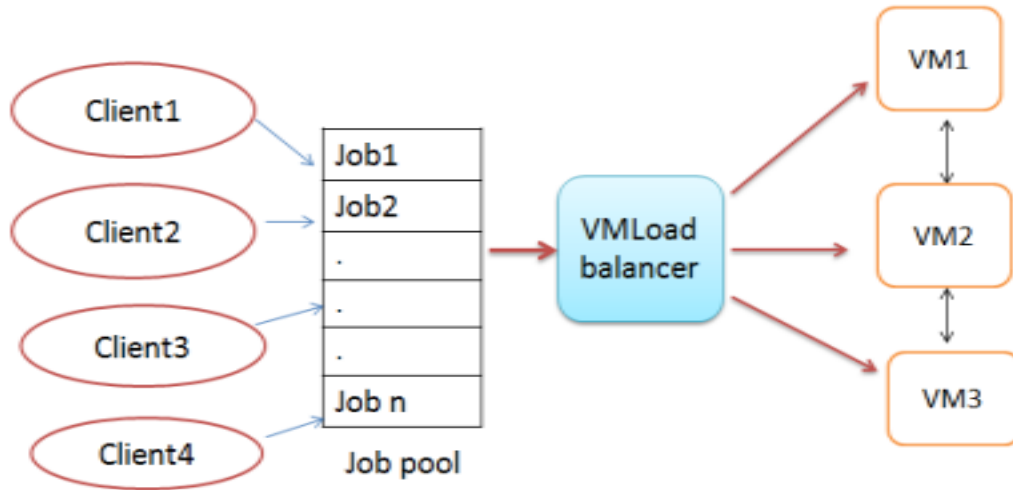 Client1
Client2
Client3
Client4
Job1
Job2
.
.
.
Job n
Job pool
VMLoad
balancer
VM1
VM2
VM3